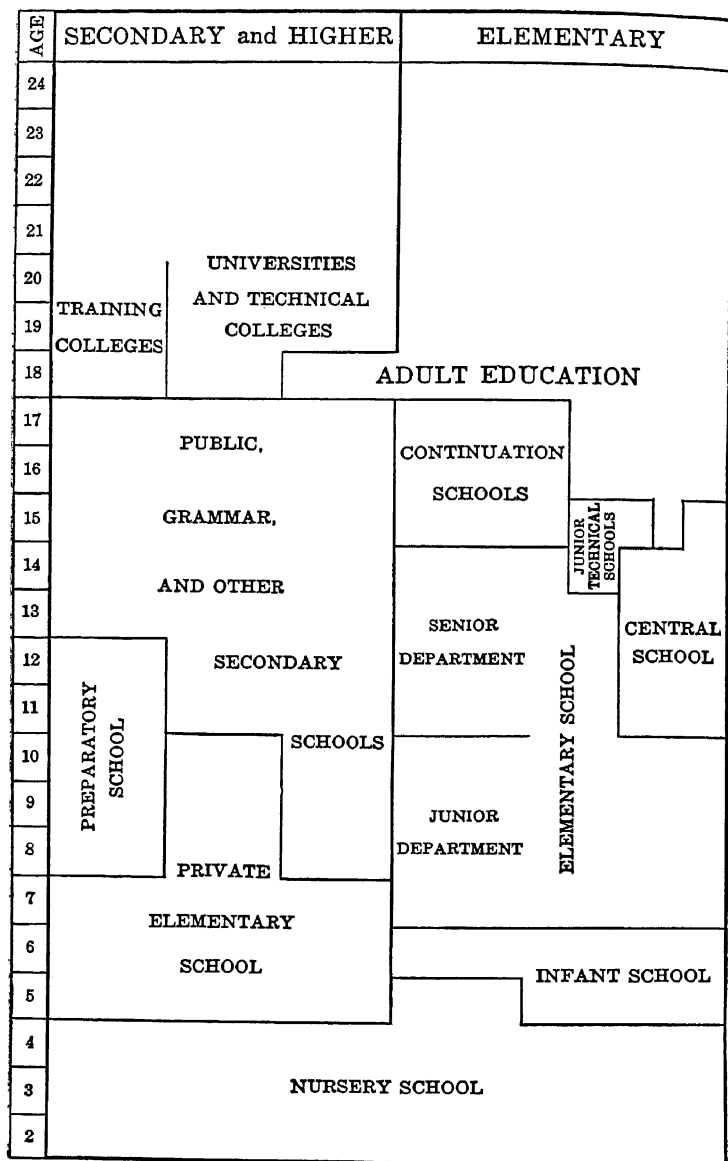 AGE
SECONDARY and HIGHER
ELEMENTARY
24
23
22
21
20
19
18
17
16
15
14
13
12
11
10
9
8
7
6
5
4
3
2
UNIVERSITIES
AND TECHNICAL
COLLEGES
TRAINING
COLLEGES
ADULT EDUCATION
PUBLIC,
GRAMMAR,
AND OTHER
SECONDARY
SCHOOLS
CONTINUATION
SCHOOLS
JUNIOR
TECHNICAL
SCHOOLS
SENIOR
DEPARTMENT
CENTRAL
SCHOOL
ELEMENTARY SCHOOL
PREPARATORY
SCHOOL
JUNIOR
DEPARTMENT
PRIVATE
ELEMENTARY
SCHOOL
INFANT SCHOOL
NURSERY SCHOOL